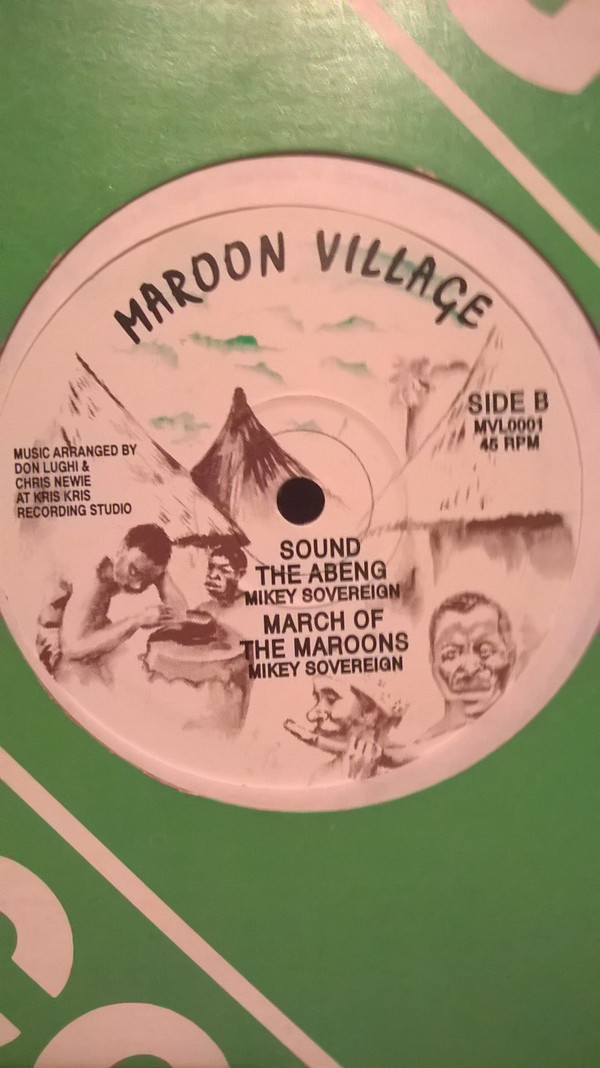 MAROON VILLAGE
SIDE B
MVL0001
45 RPM
MUSIC ARRANGED BY
DON LUGHI &
CHRIS NEWIE
AT KRIS KRIS
RECORDING STUDIO
SOUND
THE ABENG
MIKEY SOVEREIGN
MARCH OF
THE MAROONS
MIKEY SOVEREIGN